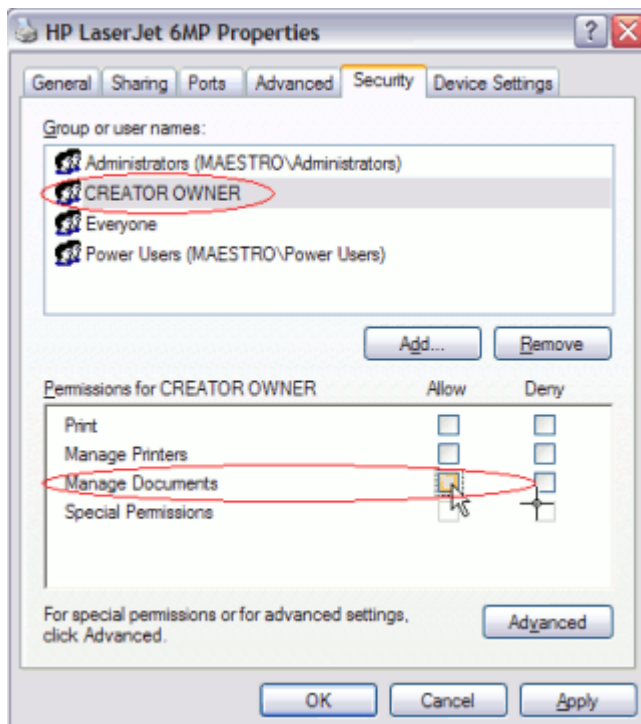 HP LaserJet 6MP Properties
General Sharing Ports Advanced Security Device Settings
Group or user names:
Administrators (MAESTRO\Administrators)
CREATOR OWNER
Everyone
Power Users (MAESTRO\Power Users)
Add... Remove
Permissions for CREATOR OWNER Allow Deny
Print
Manage Printers
Manage Documents
Special Permissions
For special permissions or for advanced settings,
click Advanced.
Advanced
OK Cancel Apply